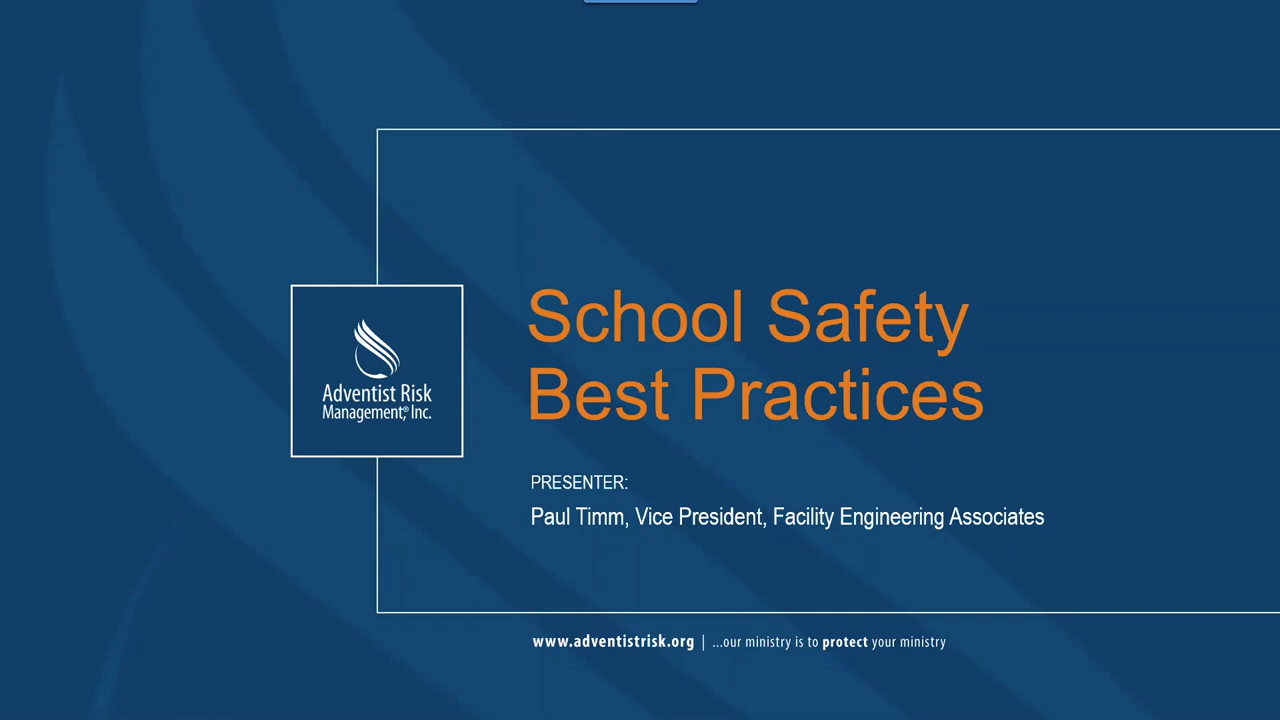 School Safety
Best Practices
Adventist Risk
Management,® Inc.
PRESENTER:
Paul Timm, Vice President, Facility Engineering Associates
www.adventistrisk.org | ...our ministry is to protect your ministry